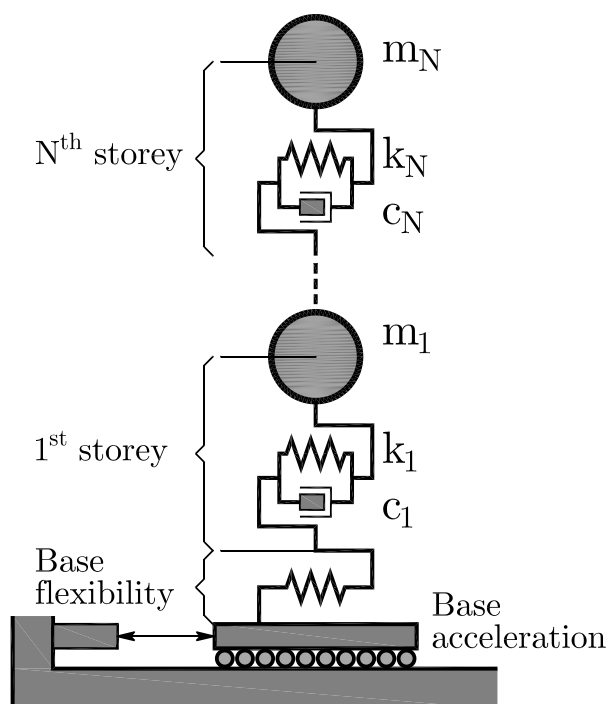 m_N
N^th storey
k_N
c_N
m_1
1^st storey
k_1
c_1
Base
flexibility
Base
acceleration